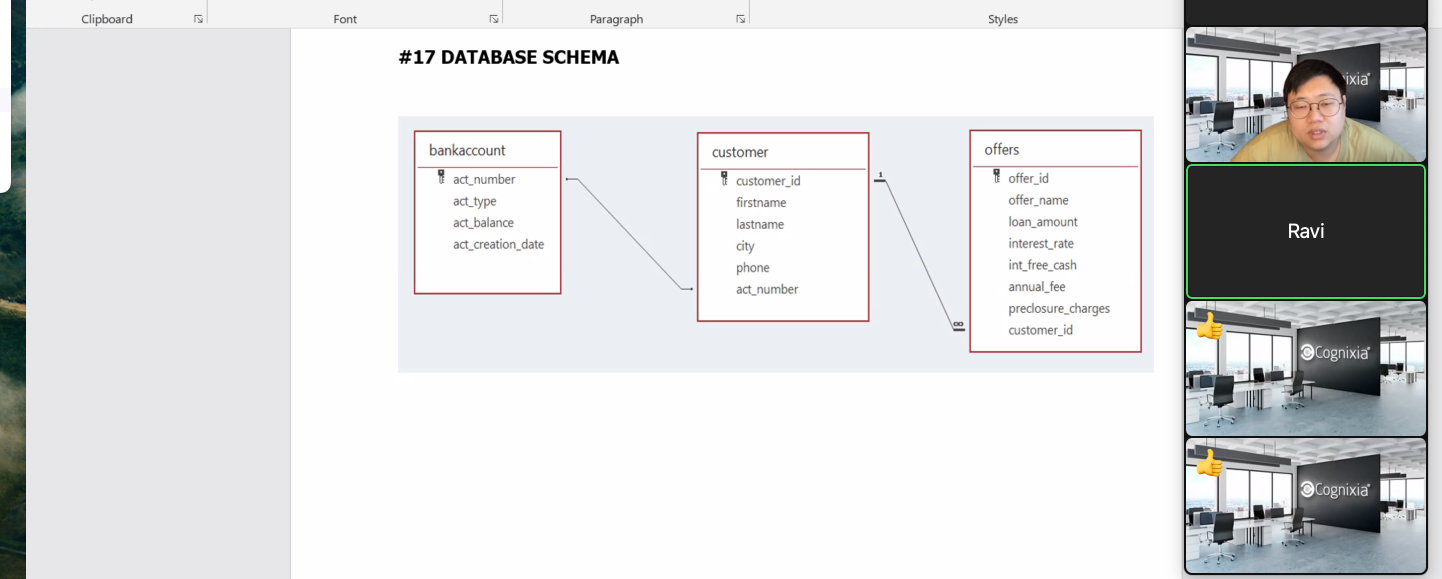 Clipboard
Font
Paragraph
Styles
#17 DATABASE SCHEMA
bankaccount
act_number
act_type
act_balance
act_creation_date
customer
customer_id
firstname
lastname
city
phone
act_number
1
∞
offers
offer_id
offer_name
loan_amount
interest_rate
int_free_cash
annual_fee
preclosure_charges
customer_id
ixia
Ravi
Cognixia
Cognixia